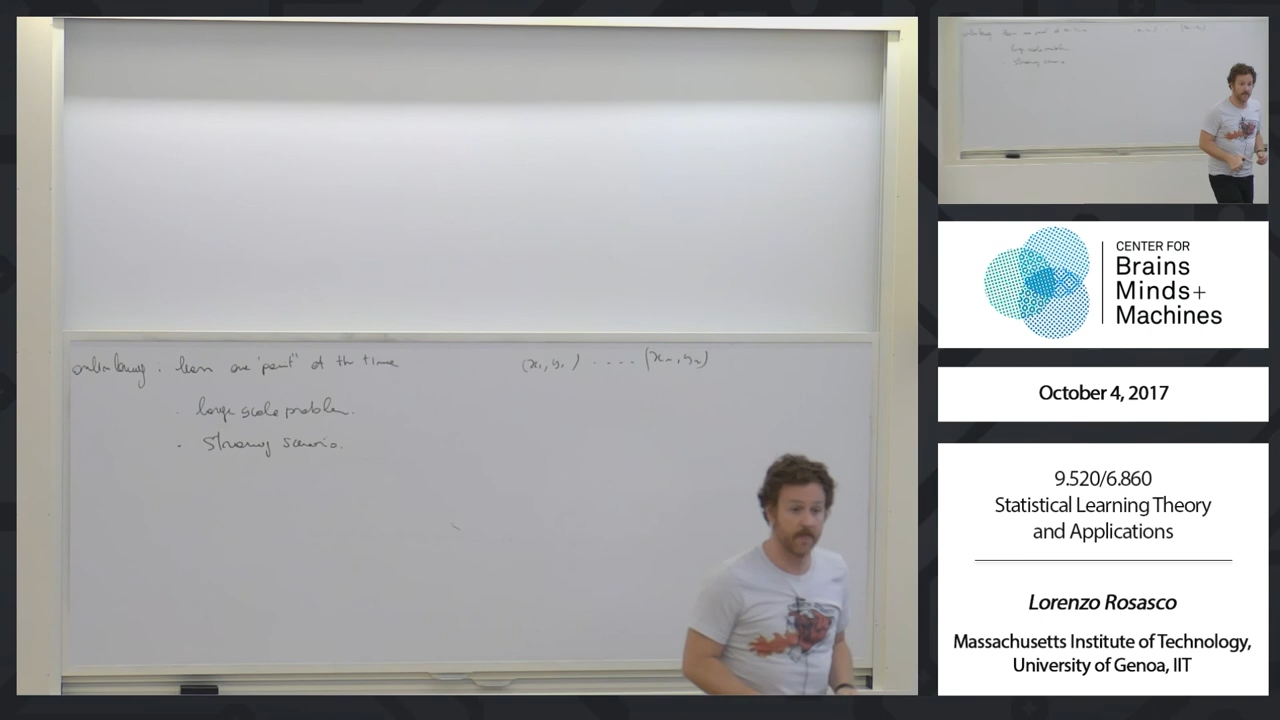 online learning : learn one "point" at the time
(x₁, y₁) . . . . (xₙ, yₙ)
. large scale problem.
. Streaming scenario.
CENTER FOR
Brains
Minds+
Machines
October 4, 2017
9.520/6.860
Statistical Learning Theory
and Applications
Lorenzo Rosasco
Massachusetts Institute of Technology,
University of Genoa, IIT